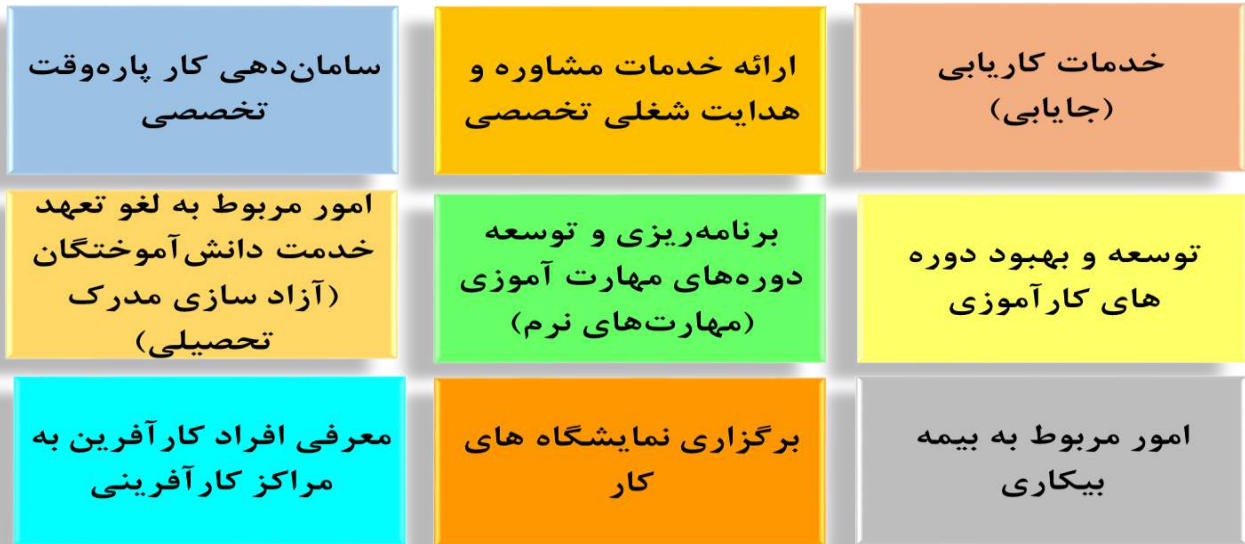 خدمات کاریابی
(جایابی)
ارائه خدمات مشاوره و
هدایت شغلی تخصصی
سامان‌دهی کار پاره‌وقت
تخصصی
توسعه و بهبود دوره
های کارآموزی
برنامه‌ریزی و توسعه
دوره‌های مهارت آموزی
(مهارت‌های نرم)
امور مربوط به لغو تعهد
خدمت دانش‌آموختگان
(آزاد سازی مدرک
تحصیلی)
امور مربوط به بیمه
بیکاری
برگزاری نمایشگاه های
کار
معرفی افراد کارآفرین به
مراکز کارآفرینی